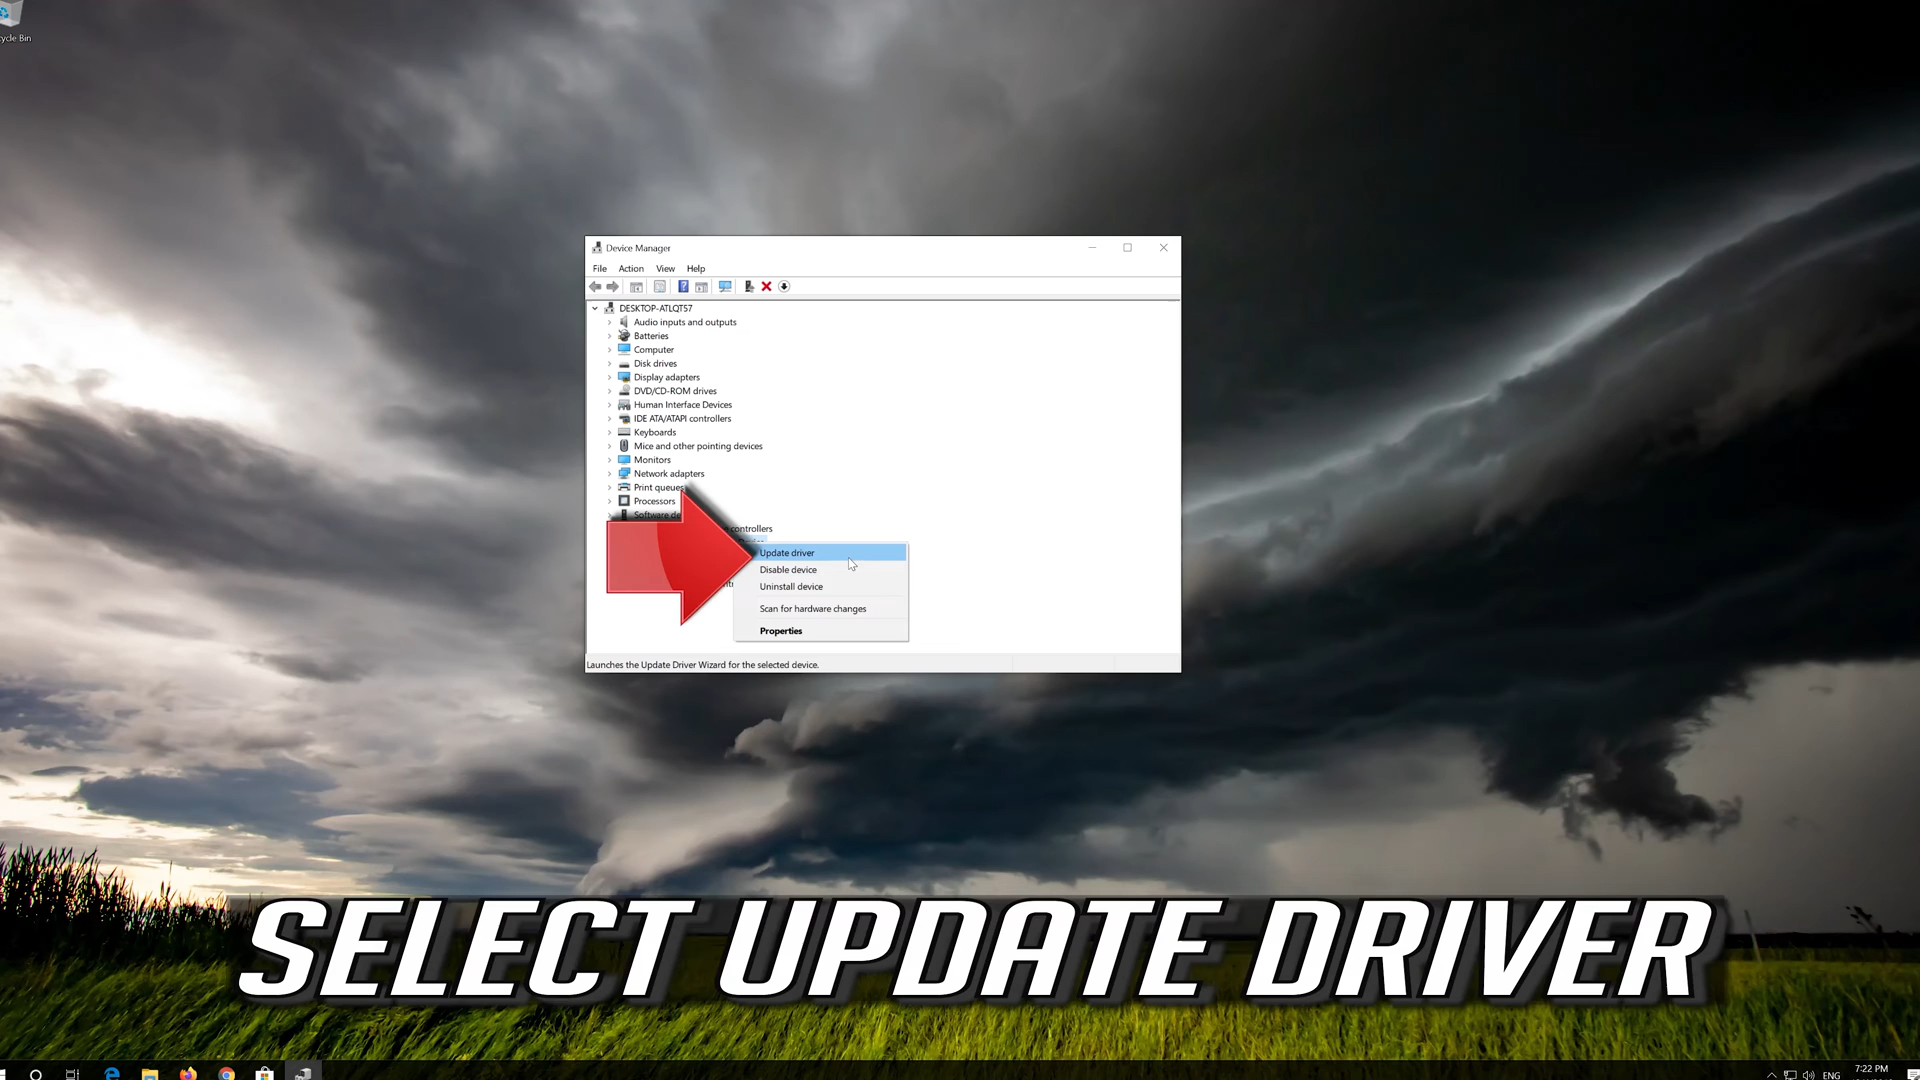 Device Manager
File Action View Help
DESKTOP-ATLQT57
Audio inputs and outputs
Batteries
Computer
Disk drives
Display adapters
DVD/CD-ROM drives
Human Interface Devices
IDE ATA/ATAPI controllers
Keyboards
Mice and other pointing devices
Monitors
Network adapters
Print queues
Processors
controllers
Update driver
Disable device
Uninstall device
Scan for hardware changes
Properties
Launches the Update Driver Wizard for the selected device.
SELECT UPDATE DRIVER
ENG
7:22 PM